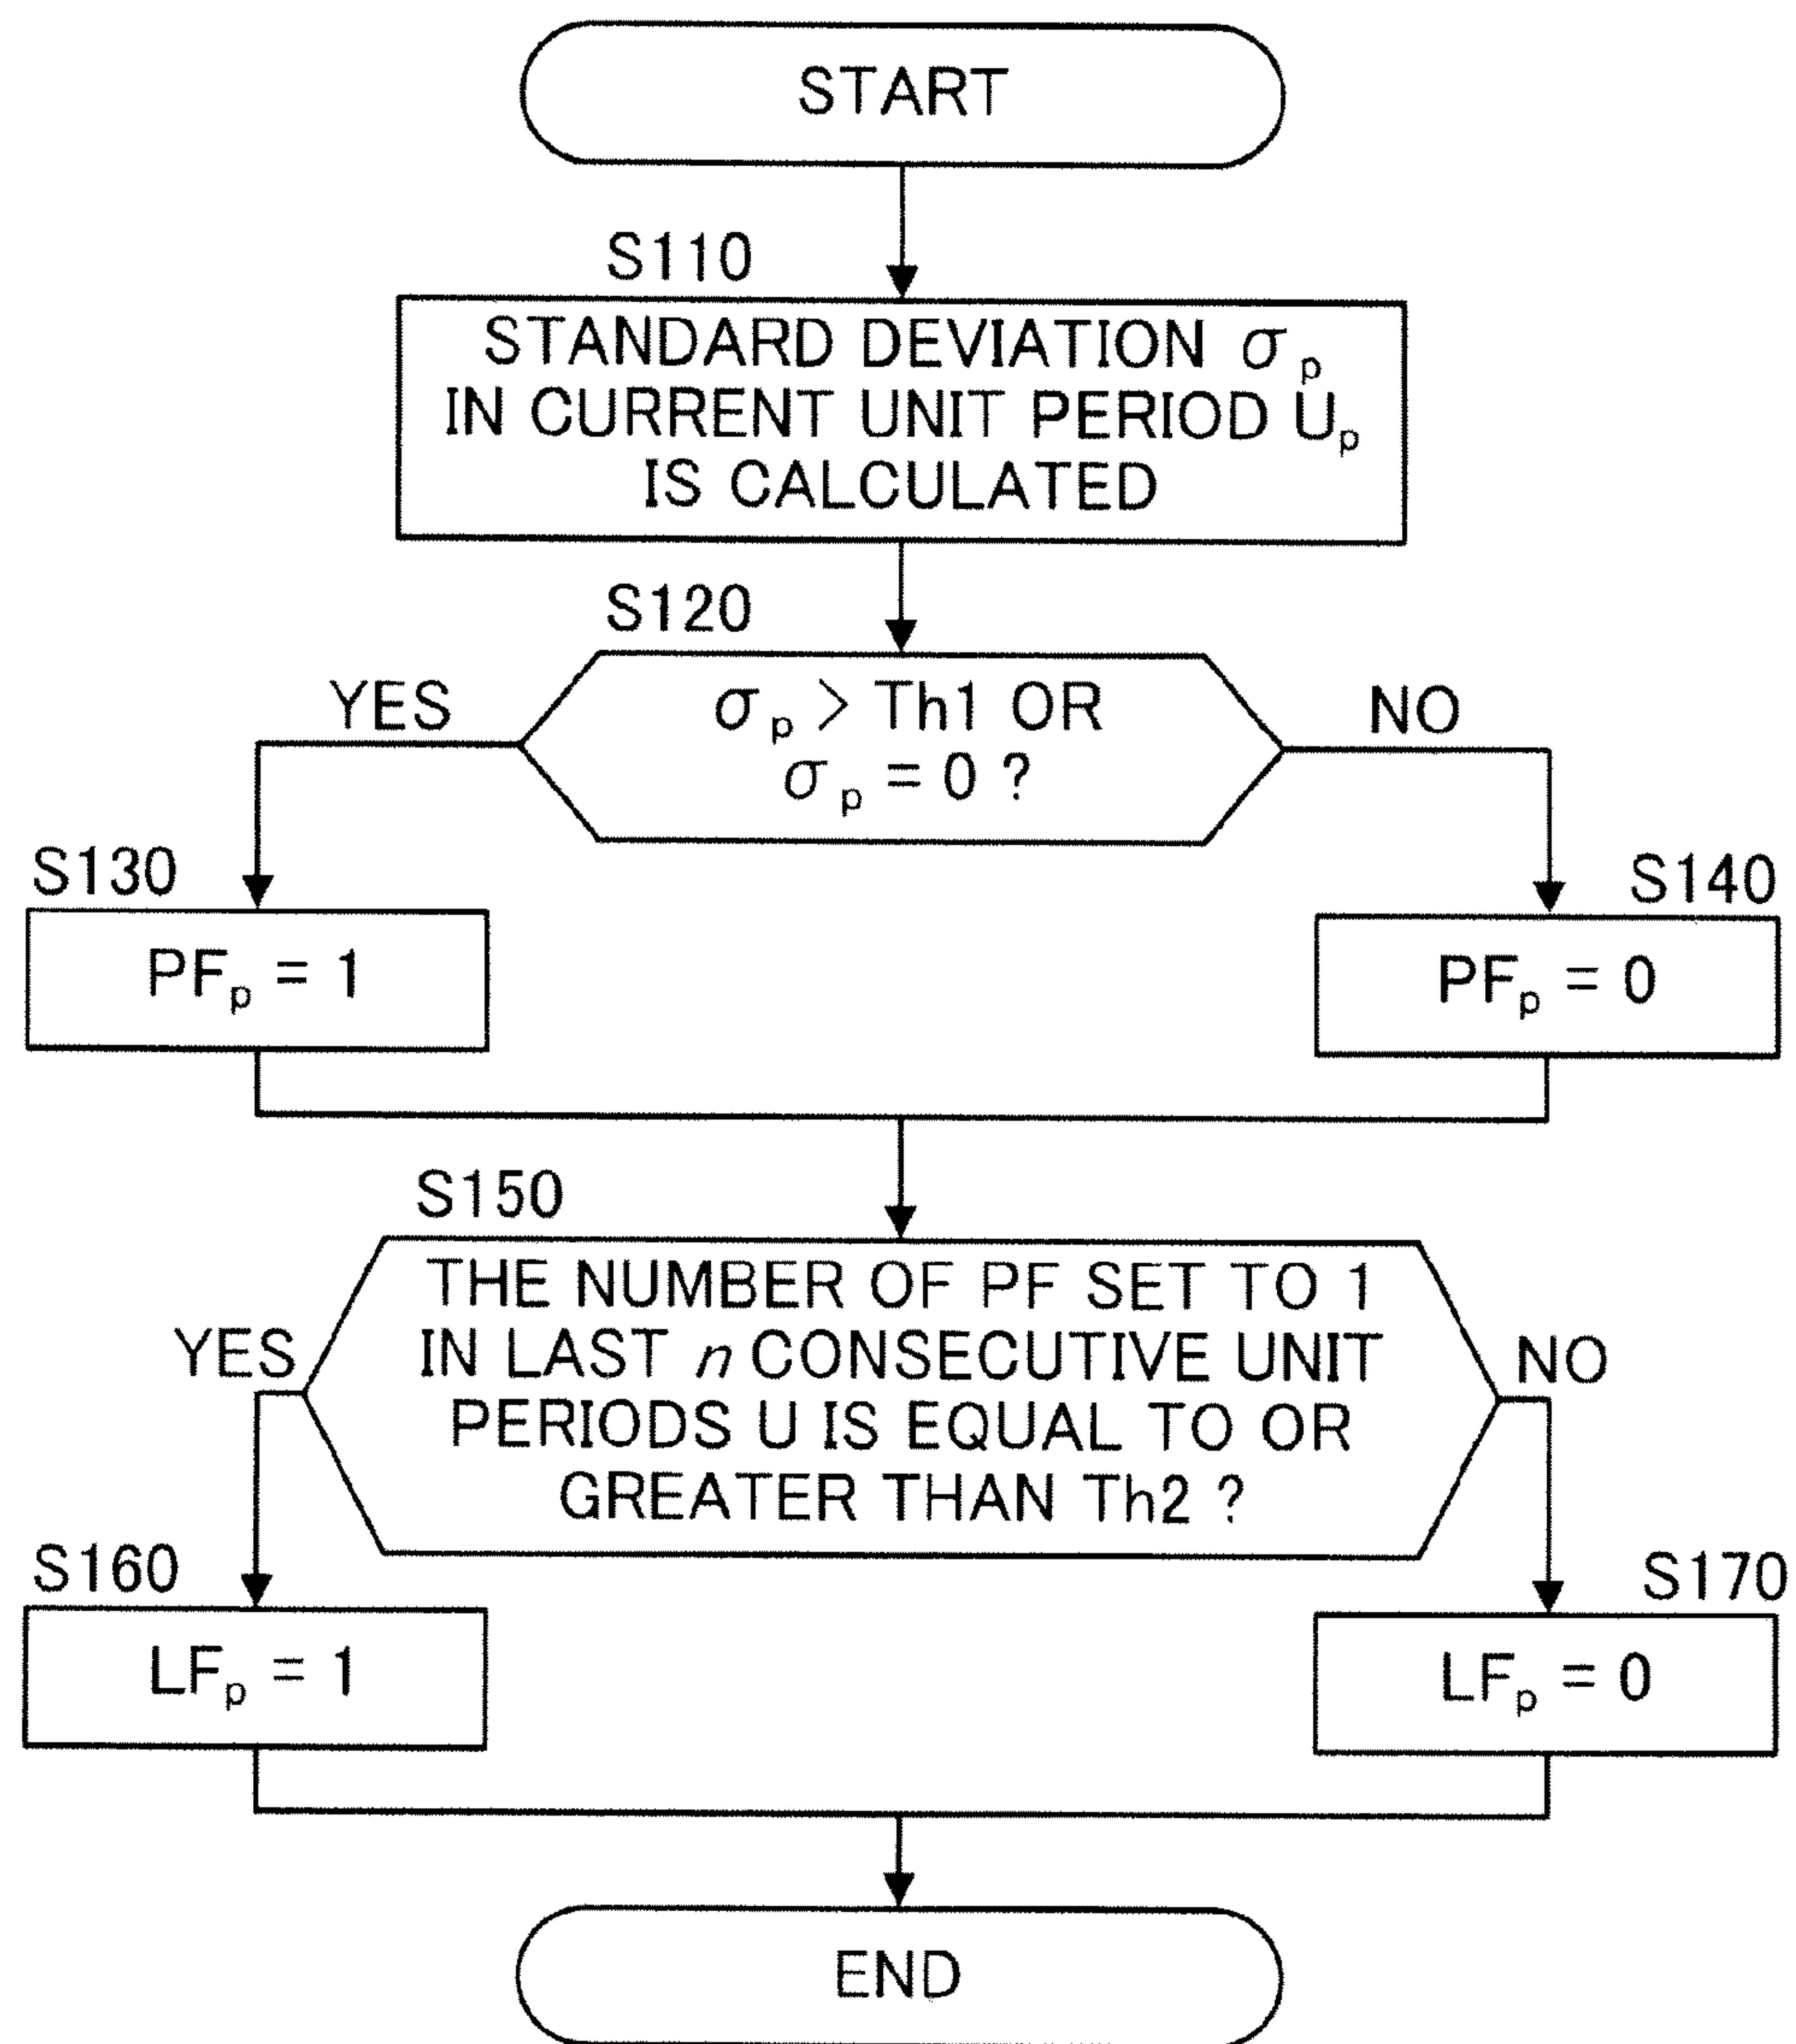 START
S110
STANDARD DEVIATION σp
IN CURRENT UNIT PERIOD Up
IS CALCULATED
S120
YES
σp > Th1 OR
σp = 0 ?
NO
S130
PFp = 1
S140
PFp = 0
S150
YES
THE NUMBER OF PF SET TO 1
IN LAST n CONSECUTIVE UNIT
PERIODS U IS EQUAL TO OR
GREATER THAN Th2 ?
NO
S160
LFp = 1
S170
LFp = 0
END